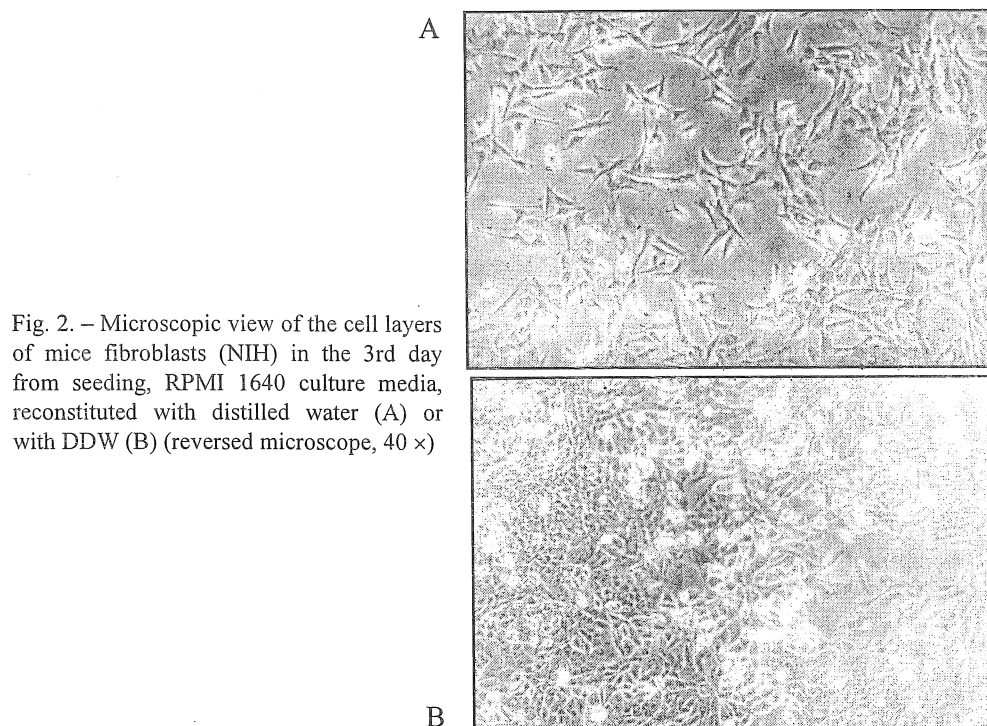 A
Fig. 2. – Microscopic view of the cell layers
of mice fibroblasts (NIH) in the 3rd day
from seeding, RPMI 1640 culture media,
reconstituted with distilled water (A) or
with DDW (B) (reversed microscope, 40 ×)
B